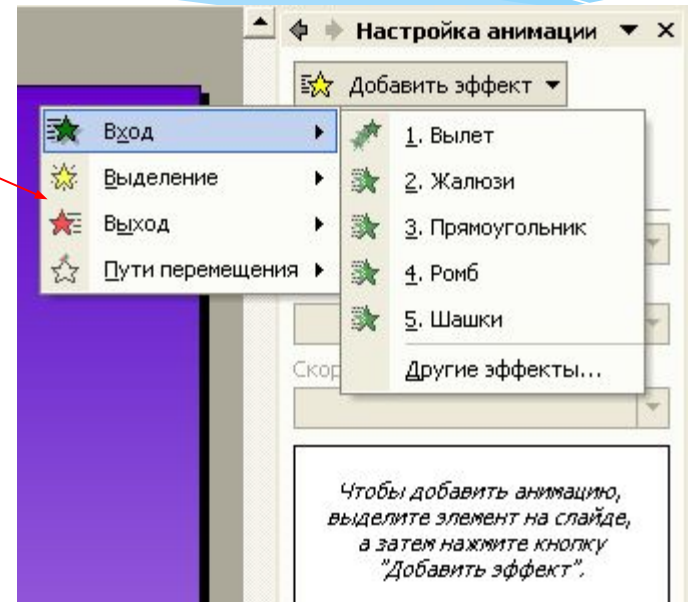 Настройка анимации
Добавить эффект
Вход
Выделение
Выход
Пути перемещения
1. Вылет
2. Жалюзи
3. Прямоугольник
4. Ромб
5. Шашки
Другие эффекты...
Скор
Чтобы добавить анимацию,
выделите элемент на слайде,
а затем нажмите кнопку
"Добавить эффект".